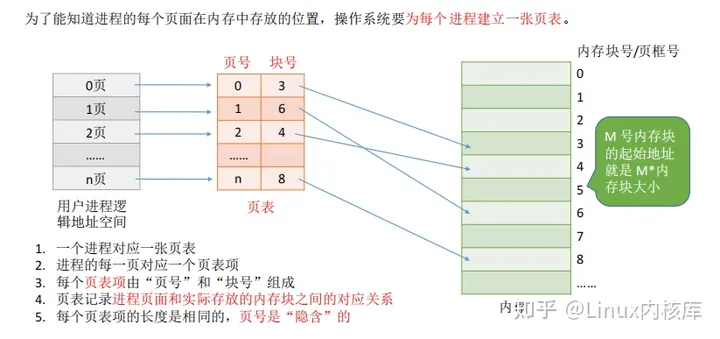 为了能知道进程的每个页面在内存中存放的位置，操作系统要为每个进程建立一张页表。
页号 块号
内存块号/页框号
0页
1页
2页
……
n页
0 3
1 6
2 4
……
n 8
0
1
2
3
4
5
6
7
8
……
M 号内存块
的起始地址
就是 M*内
存块大小
用户进程逻
辑地址空间
页表
内存
1. 一个进程对应一张页表
2. 进程的每一页对应一个页表项
3. 每个页表项由“页号”和“块号”组成
4. 页表记录进程页面和实际存放的内存块之间的对应关系
5. 每个页表项的长度是相同的，页号是“隐含”的
知乎 @Linux内核库